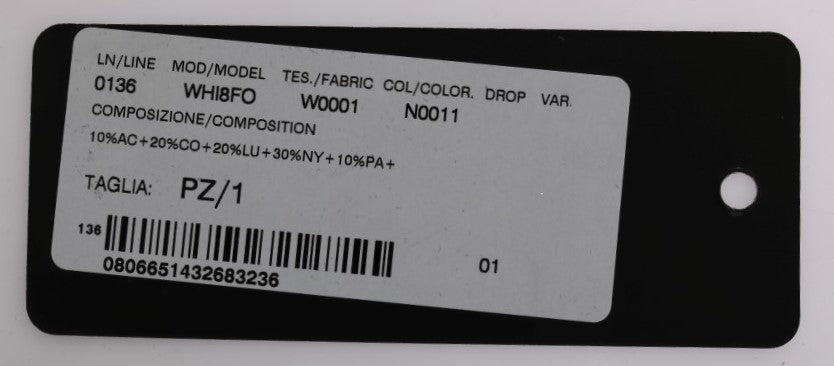 LN/LINE MOD/MODEL TES./FABRIC COL/COLOR. DROP VAR.
0136 WHI8FO W0001 N0011
COMPOSIZIONE/COMPOSITION
10%AC+20%CO+20%LU+30%NY+10%PA+
TAGLIA: PZ/1
136
0806651432683236
01